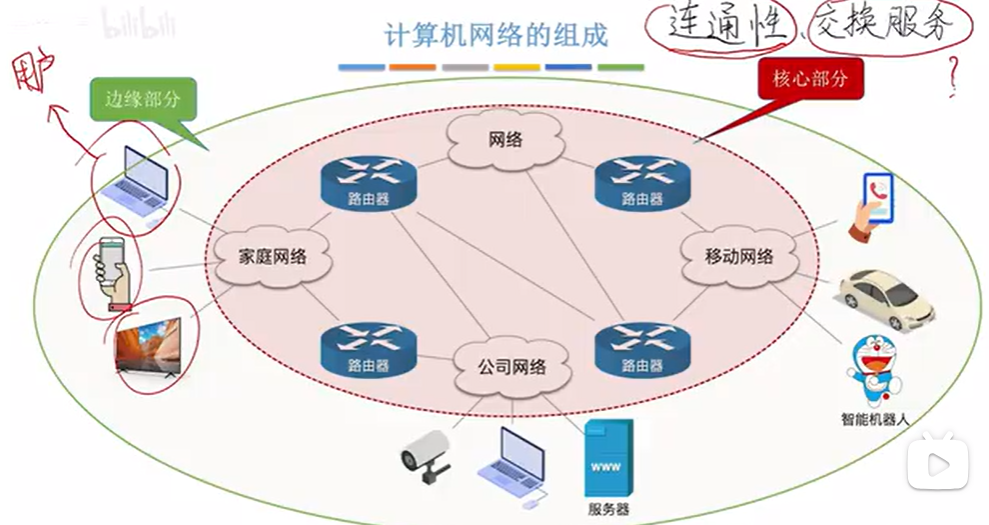 bilibili
计算机网络的组成
连通性、交换服务
?
用户
边缘部分
核心部分
网络
路由器
路由器
家庭网络
移动网络
路由器
公司网络
路由器
智能机器人
www
服务器